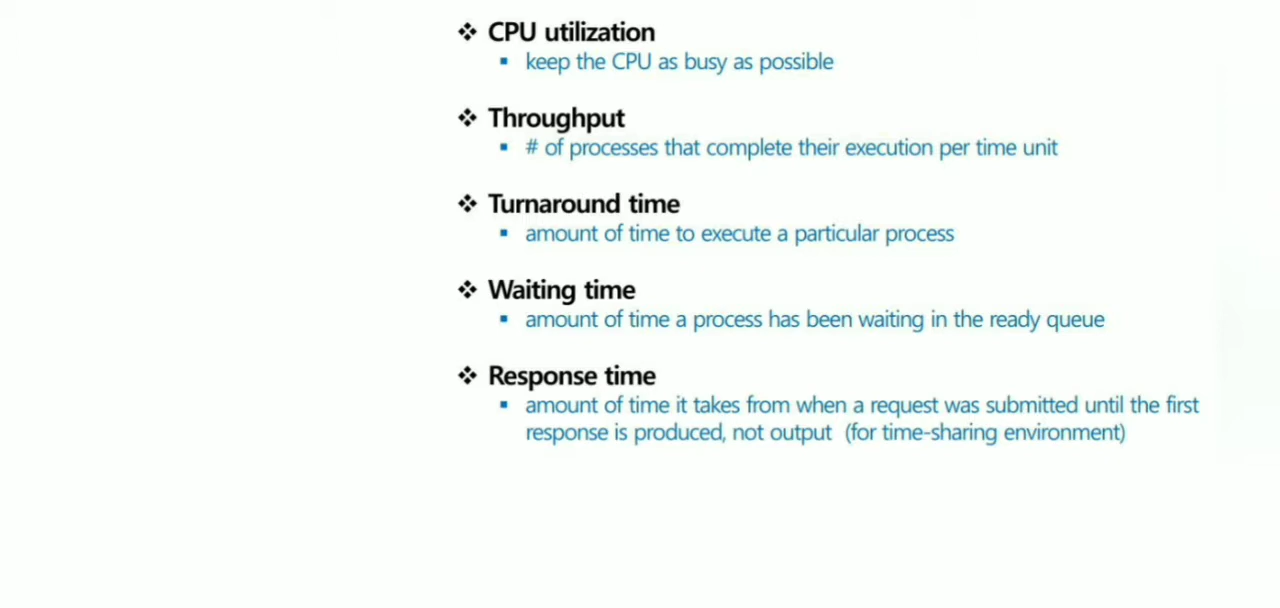 ❖ CPU utilization
▪ keep the CPU as busy as possible
❖ Throughput
▪ # of processes that complete their execution per time unit
❖ Turnaround time
▪ amount of time to execute a particular process
❖ Waiting time
▪ amount of time a process has been waiting in the ready queue
❖ Response time
▪ amount of time it takes from when a request was submitted until the first
response is produced, not output (for time-sharing environment)